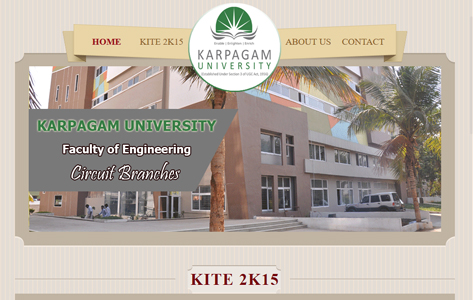 HOME
KITE 2K15
KARPAGAM
UNIVERSITY
ABOUT US
CONTACT
KARPAGAM UNIVERSITY
Faculty of Engineering
Circuit Branches
KITE 2K15